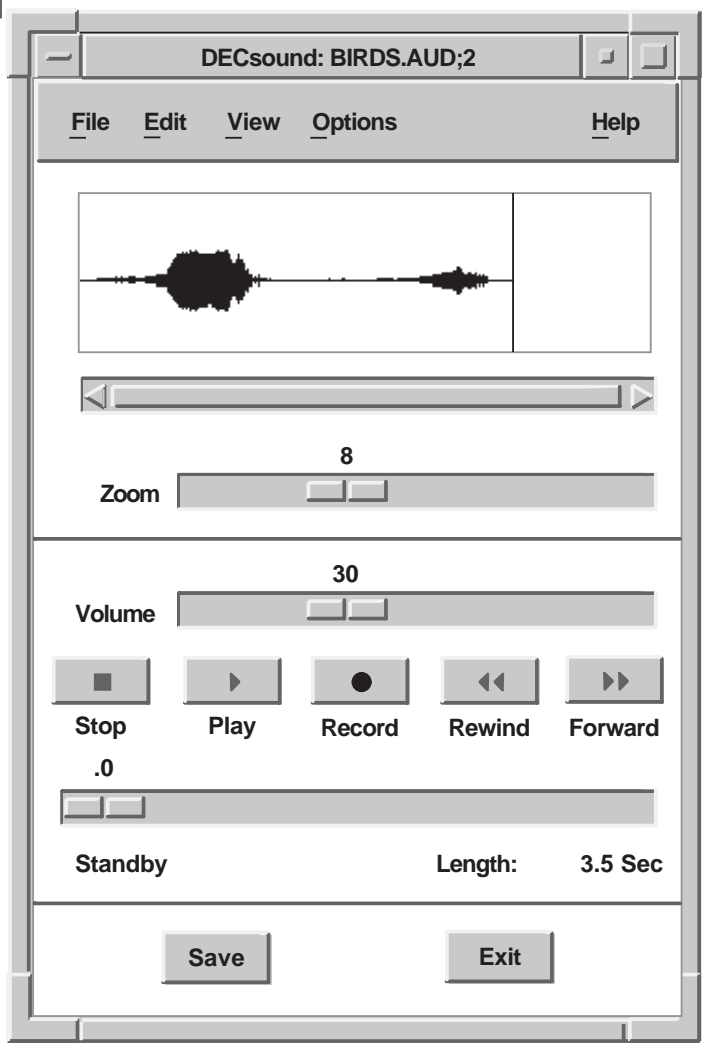 DECsound: BIRDS.AUD;2
File Edit View Options Help
8
Zoom
30
Volume
Stop Play Record Rewind Forward
.0
Standby Length: 3.5 Sec
Save Exit